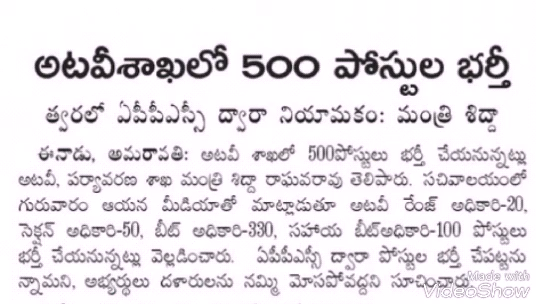 అటవీశాఖలో 500 పోస్టుల భర్తీ
త్వరలో ఏపీపీఎస్సీ ద్వారా నియామకం: మంత్రి శిద్దా
ఈనాడు, అమరావతి: అటవీ శాఖలో 500పోస్టులు భర్తీ చేయనున్నట్లు
అటవీ, పర్యావరణ శాఖ మంత్రి శిద్దా రాఘవరావు తెలిపారు. సచివాలయంలో
గురువారం ఆయన మీడియాతో మాట్లాడుతూ అటవీ రేంజ్ అధికారి-20,
సెక్షన్ అధికారి-50, బీట్ అధికారి-330, సహాయ బీట్అధికారి-100 పోస్టులు
భర్తీ చేయనున్నట్లు వెల్లడించారు. ఏపీపీఎస్సీ ద్వారా పోస్టుల భర్తీ చేపట్టను
న్నామని, అభ్యర్థులు దళారులను నమ్మి మోసపోవద్దని సూచించారు.
Made with
VideoShow